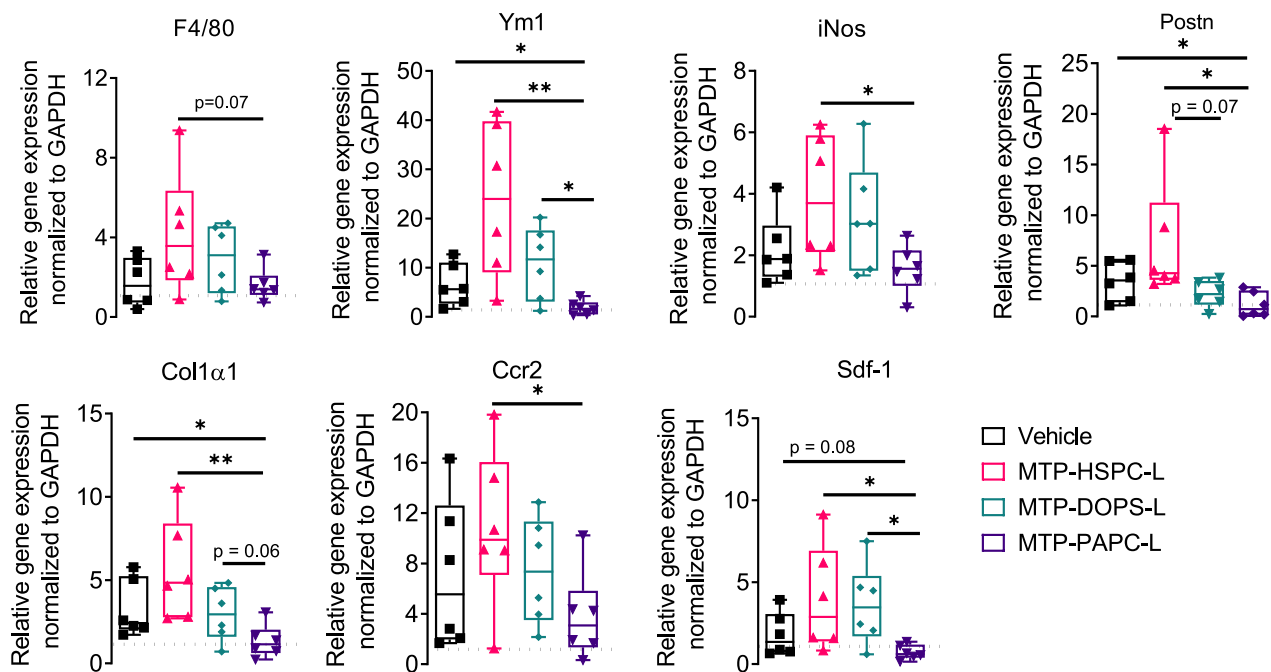 F4/80
Relative gene expression
normalized to GAPDH
12
8
4
0
p=0.07
Ym1
Relative gene expression
normalized to GAPDH
50
40
30
20
10
0
*
**
*
iNos
Relative gene expression
normalized to GAPDH
8
6
4
2
0
*
Postn
Relative gene expression
normalized to GAPDH
25
20
15
10
5
0
*
*
p = 0.07
Col1α1
Relative gene expression
normalized to GAPDH
15
10
5
0
*
**
p = 0.06
Ccr2
Relative gene expression
normalized to GAPDH
20
16
12
8
4
0
*
Sdf-1
Relative gene expression
normalized to GAPDH
15
10
5
0
p = 0.08
*
*
Vehicle
MTP-HSPC-L
MTP-DOPS-L
MTP-PAPC-L